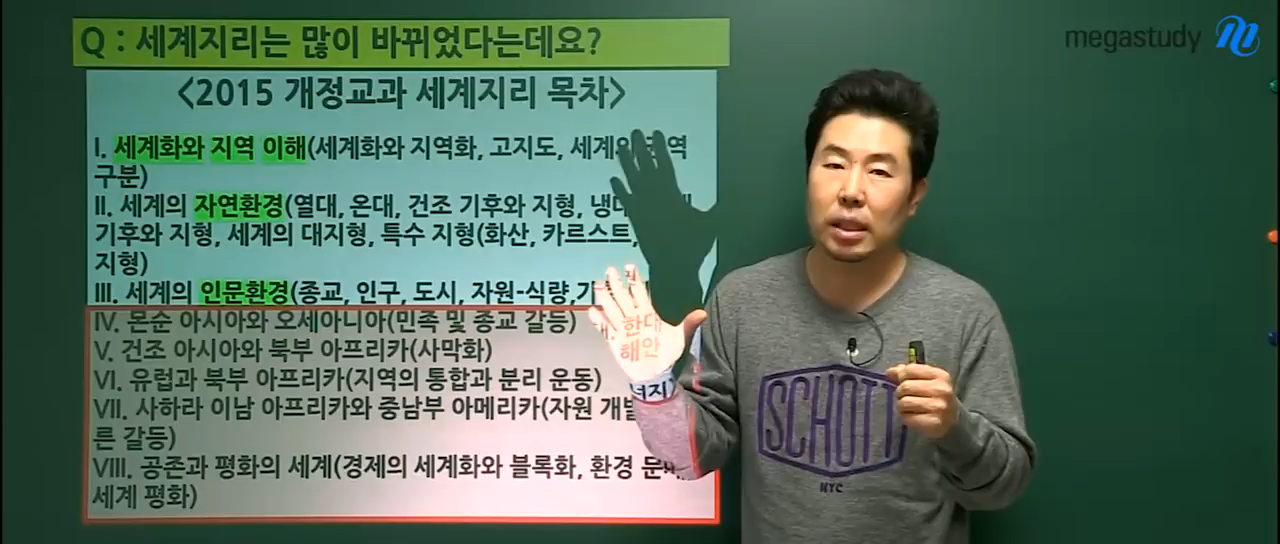 Q : 세계지리는 많이 바뀌었다는데요?
megastudy
<2015 개정교과 세계지리 목차>
I. 세계화와 지역 이해(세계화와 지역화, 고지도, 세계의 지역
구분)
II. 세계의 자연환경(열대, 온대, 건조 기후와 지형, 냉대
기후와 지형, 세계의 대지형, 특수 지형(화산, 카르스트,
해안
지형)
III. 세계의 인문환경(종교, 인구, 도시, 자원-식량,
너지)
IV. 몬순 아시아와 오세아니아(민족 및 종교 갈등)
V. 건조 아시아와 북부 아프리카(사막화)
VI. 유럽과 북부 아프리카(지역의 통합과 분리 운동)
VII. 사하라 이남 아프리카와 중남부 아메리카(자원 개발
른 갈등)
VIII. 공존과 평화의 세계(경제의 세계화와 블록화, 환경 문제,
세계 평화)
SCHOTT
NYC